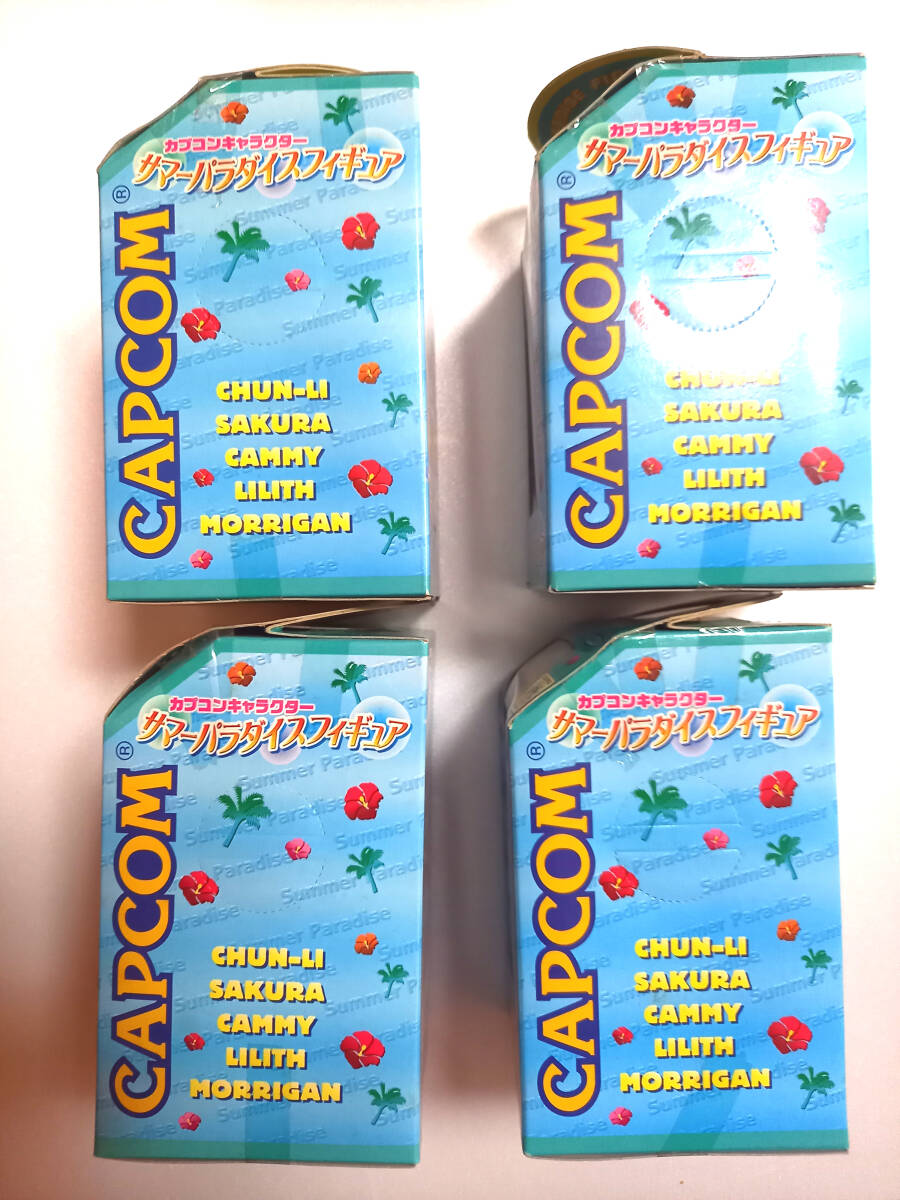 カプコンキャラクター
サマーパラダイスフィギュア
CAPCOM®
Summer Paradise
CHUN-LI
SAKURA
CAMMY
LILITH
MORRIGAN
カプコンキャラクター
サマーパラダイスフィギュア
CAPCOM®
CHUN-LI
SAKURA
CAMMY
LILITH
MORRIGAN
カプコンキャラクター
サマーパラダイスフィギュア
CAPCOM®
Summer Paradise
CHUN-LI
SAKURA
CAMMY
LILITH
MORRIGAN
カプコンキャラクター
サマーパラダイスフィギュア
CAPCOM®
Summer Paradise
CHUN-LI
SAKURA
CAMMY
LILITH
MORRIGAN